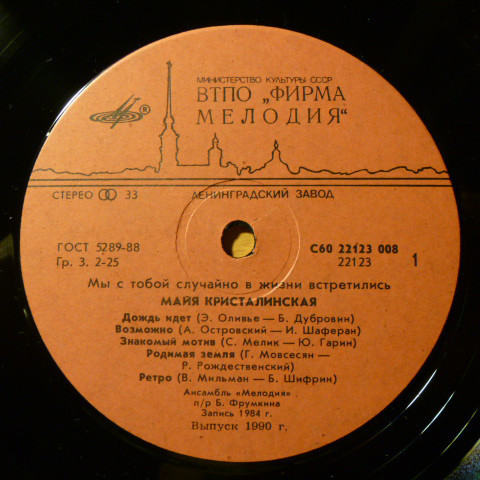 МИНИСТЕРСТВО КУЛЬТУРЫ СССР
ВТПО „ФИРМА
МЕЛОДИЯ“
®
СТЕРЕО 33 ЛЕНИНГРАДСКИЙ ЗАВОД
ГОСТ 5289-88 С60 22123 008
Гр. 3. 2-25 22123 1
Мы с тобой случайно в жизни встретились
МАЙЯ КРИСТАЛИНСКАЯ
Дождь идет (Э. Оливье — Б. Дубровин)
Возможно (А. Островский — И. Шаферан)
Знакомый мотив (С. Мелик — Ю. Гарин)
Родимая земля (Г. Мовсесян —
Р. Рождественский)
Ретро (В. Мильман — Б. Шифрин)
Ансамбль «Мелодия»
п/р Б. Фрумкина
Запись 1984 г.
Выпуск 1990 г.